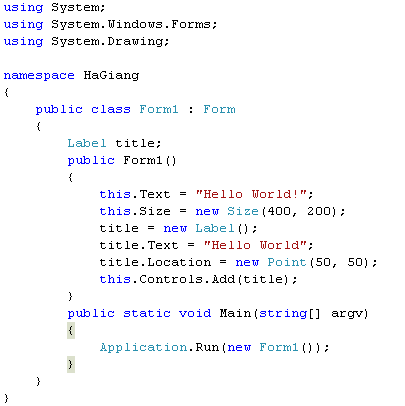 using System;
using System.Windows.Forms;
using System.Drawing;

namespace HaGiang
{
    public class Form1 : Form
    {
        Label title;
        public Form1()
        {
            this.Text = "Hello World!";
            this.Size = new Size(400, 200);
            title = new Label();
            title.Text = "Hello World";
            title.Location = new Point(50, 50);
            this.Controls.Add(title);
        }
        public static void Main(string[] argv)
        {
            Application.Run(new Form1());
        }
    }
}